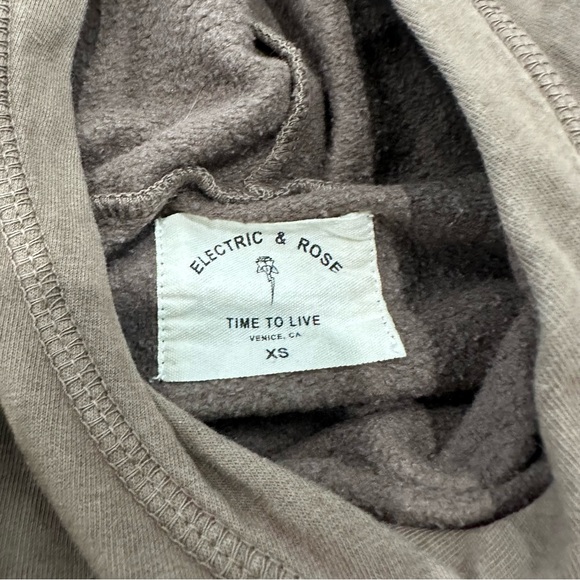 ELECTRIC & ROSE
TIME TO LIVE
VENICE, CA
XS